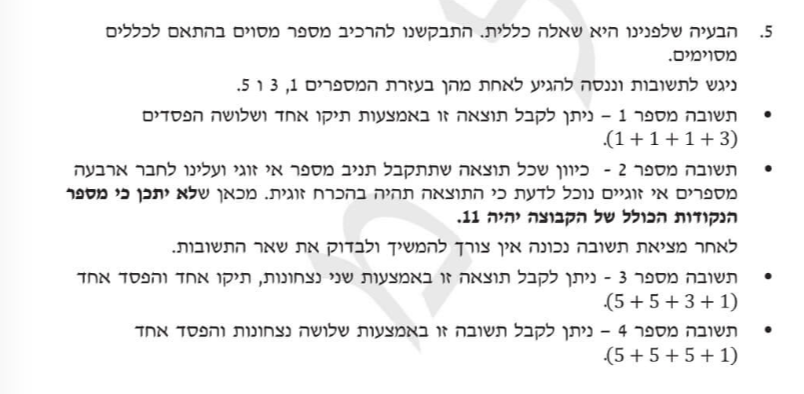 5. הבעיה שלפנינו היא שאלה כללית. התבקשנו להרכיב מספר מסוים בהתאם לכללים
מסוימים.
ניגש לתשובות וננסה להגיע לאחת מהן בעזרת המספרים 1, 3 ו 5.
• תשובה מספר 1 – ניתן לקבל תוצאה זו באמצעות תיקו אחד ושלושה הפסדים
(1 + 1 + 1 + 3).
• תשובה מספר 2 - כיוון שכל תוצאה שתתקבל תניב מספר אי זוגי ועלינו לחבר ארבעה
מספרים אי זוגיים נוכל לדעת כי התוצאה תהיה בהכרח זוגית. מכאן שלא יתכן כי מספר
הנקודות הכולל של הקבוצה יהיה 11.
לאחר מציאת תשובה נכונה אין צורך להמשיך ולבדוק את שאר התשובות.
• תשובה מספר 3 - ניתן לקבל תוצאה זו באמצעות שני נצחונות, תיקו אחד והפסד אחד
(5 + 5 + 3 + 1).
• תשובה מספר 4 – ניתן לקבל תשובה זו באמצעות שלושה נצחונות והפסד אחד
(5 + 5 + 5 + 1).